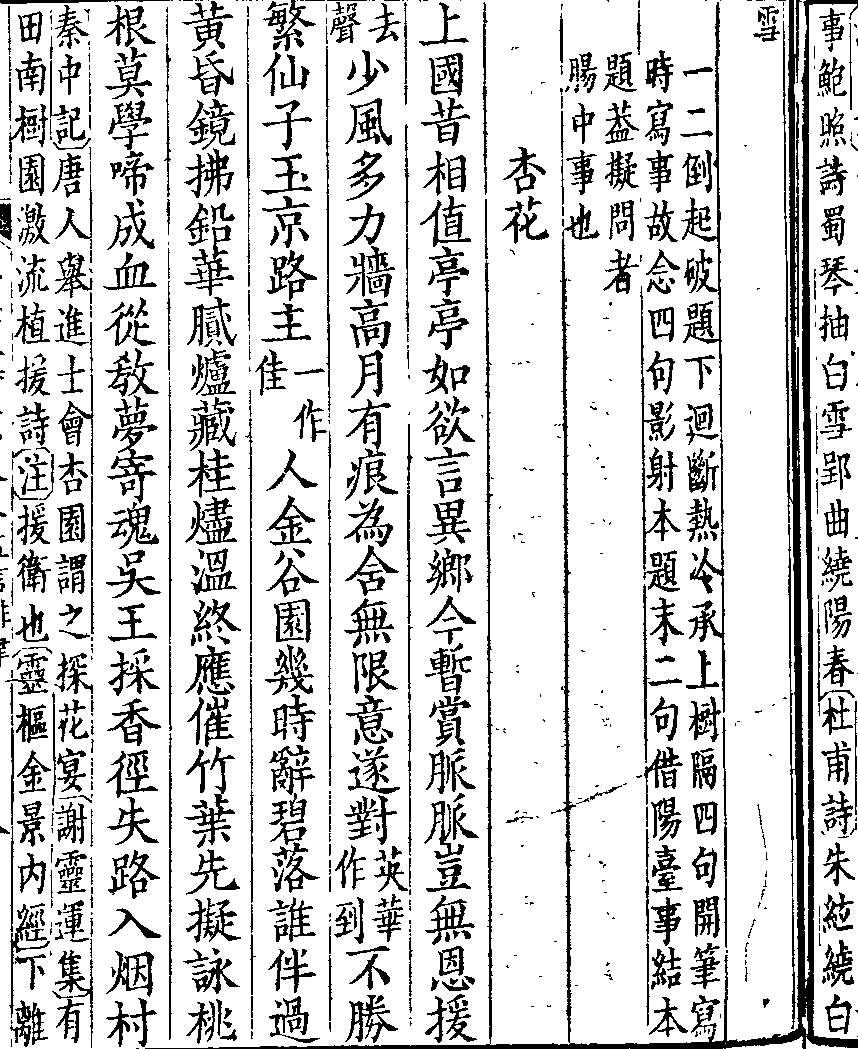 事鮑照詩蜀琴抽白雪郢曲繞陽春杜甫詩朱絃繞白
雪
一二倒起破題下迴斷熱冷承上樹隔四句開筆寫
時寫事故念四句影射本題末二句借陽臺事結本
題葢擬問者
腸中事也
杏花
上國昔相值亭亭如欲言異鄉今暫賞脈脈豈無恩援
去聲少風多力牆高月有痕為含無限意遂對英華作到不勝
繁仙子玉京路主一作佳人金谷園幾時辭碧落誰伴過
黃昏鏡拂鉛華膩爐藏桂燼溫終應催竹葉先擬詠桃
根莫學啼成血從教夢寄魂吳王採香徑失路入烟村
秦中記唐人舉進士會杏園謂之探花宴謝靈運集有
田南樹園激流植援詩注援衛也靈樞金景內經下離